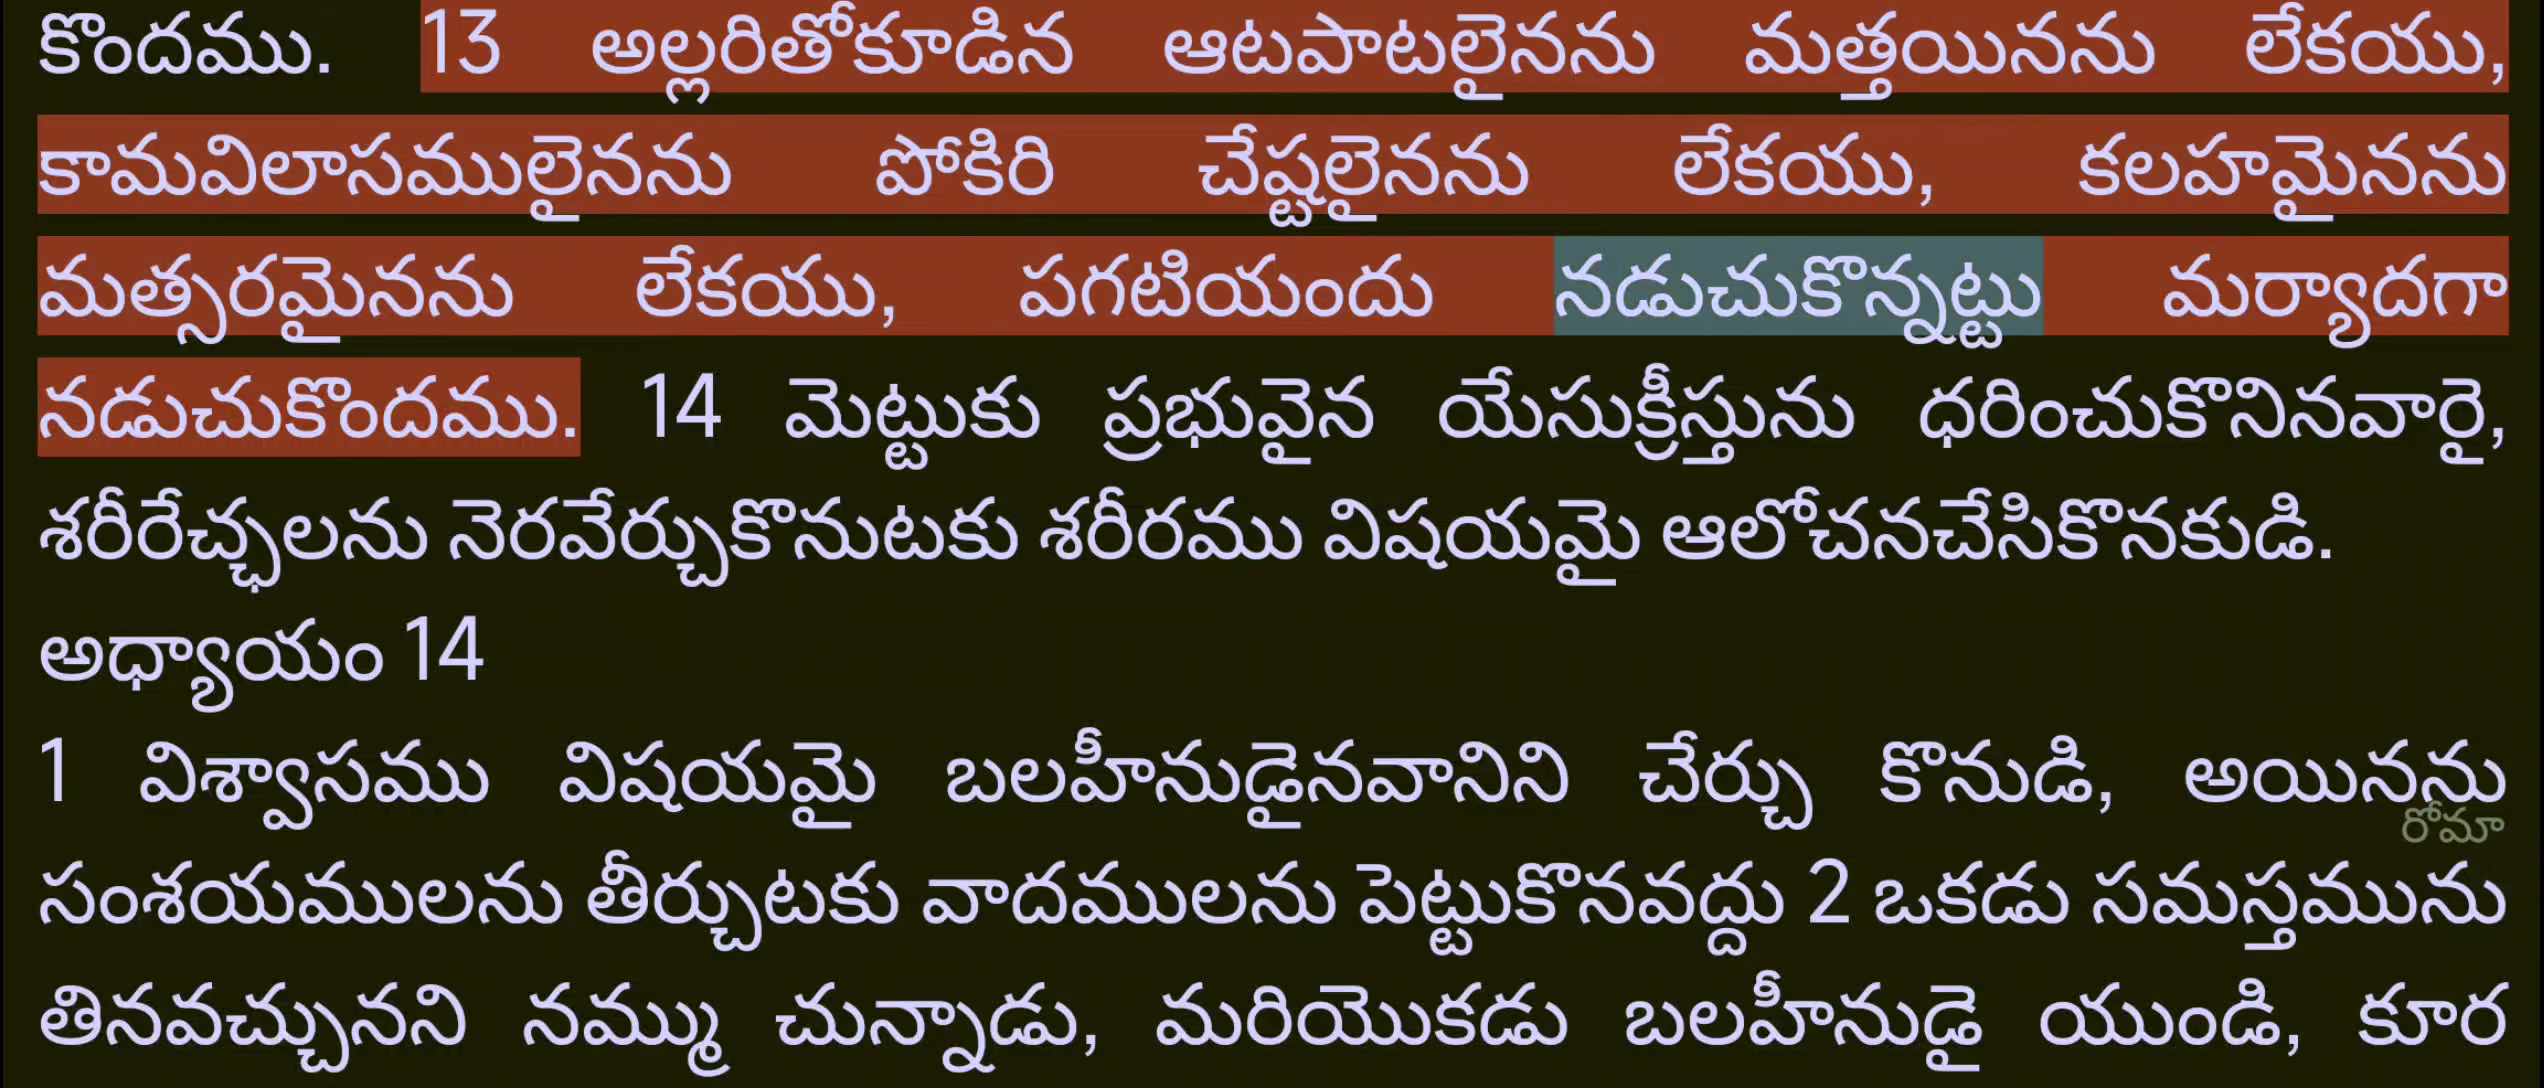 కొందము. 13 అల్లరితోకూడిన ఆటపాటలైనను మత్తయినను లేకయు,
కామవిలాసములైనను పోకిరి చేష్టలైనను లేకయు, కలహమైనను
మత్సరమైనను లేకయు, పగటియందు నడుచుకొన్నట్టు మర్యాదగా
నడుచుకొందము. 14 మెట్టుకు ప్రభువైన యేసుక్రీస్తును ధరించుకొనినవారై,
శరీరేచ్ఛలను నెరవేర్చుకొనుటకు శరీరము విషయమై ఆలోచనచేసికొనకుడి.
అధ్యాయం 14
1 విశ్వాసము విషయమై బలహీనుడైనవానిని చేర్చు కొనుడి, అయినను
రోమా
సంశయములను తీర్చుటకు వాదములను పెట్టుకొనవద్దు 2 ఒకడు సమస్తమును
తినవచ్చునని నమ్ము చున్నాడు, మరియొకడు బలహీనుడై యుండి, కూర